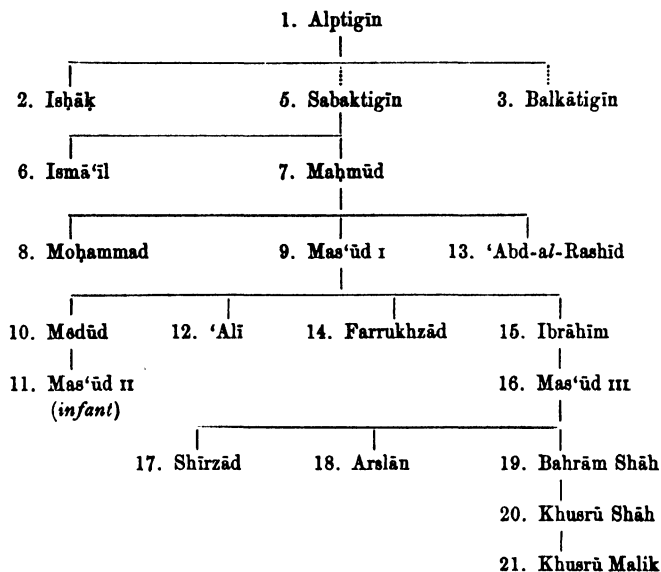 1. Alptigīn
2. Isḥāḳ 5. Sabaktigīn 3. Balkātigīn
6. Ismā‘īl 7. Maḥmūd
8. Moḥammad 9. Mas‘ūd I 13. ‘Abd-al-Rashīd
10. Mōdūd 12. ‘Alī 14. Farrukhzād 15. Ibrāhīm
11. Mas‘ūd II 16. Mas‘ūd III
(infant)
17. Shīrzād 18. Arslān 19. Bahrām Shāh
20. Khusrū Shāh
21. Khusrū Malik